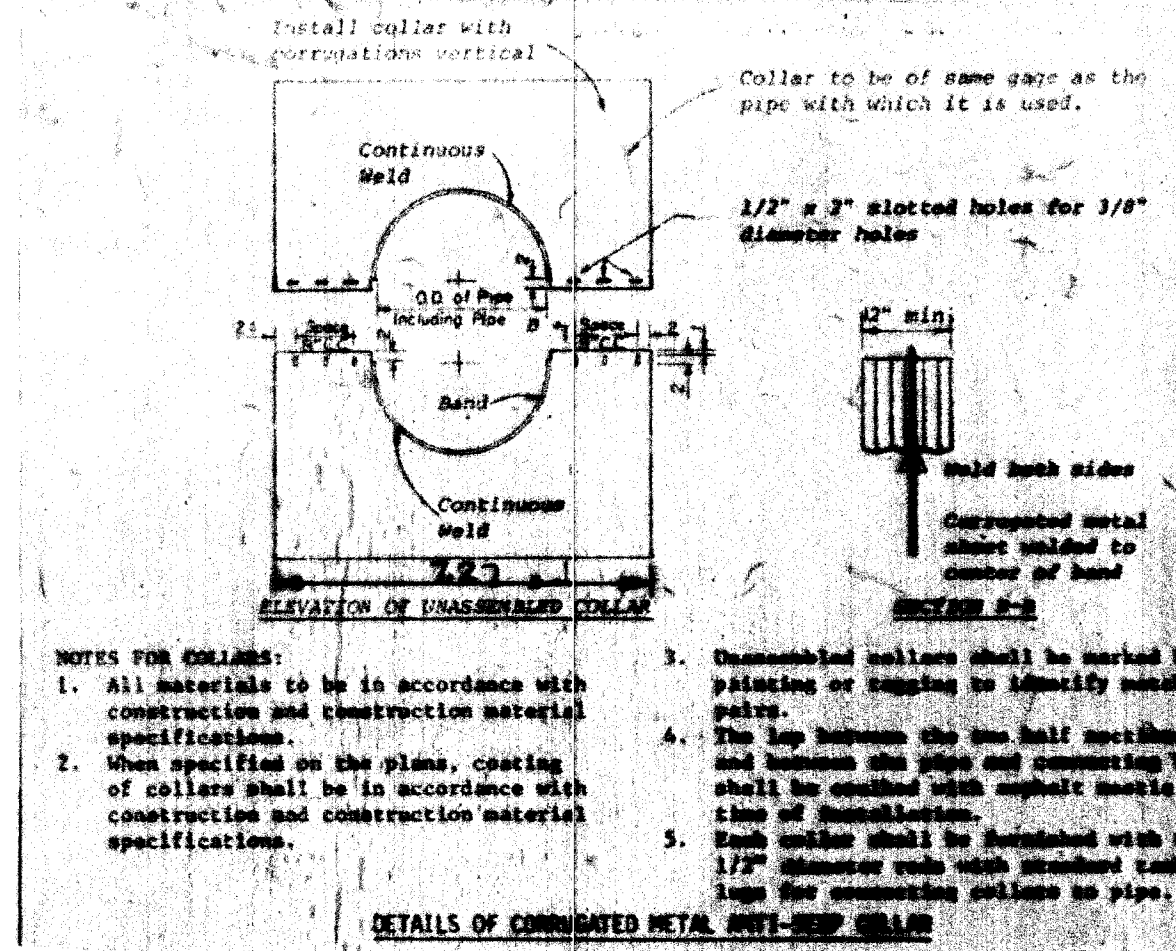 Install collar with
corrugations vertical
Collar to be of same gage as the
pipe with which it is used.
Continuous
Weld
1/2" x 2" slotted holes for 3/8"
diameter holes
O.D. of Pipe
Including Pipe
Space
8"C.C.
Space
8"C.C.
2
2
Band
Continuous
Weld
12" min.
Weld both sides
Corrugated metal
sheet welded to
center of band
ELEVATION OF UNASSEMBLED COLLAR
SECTION B-B
NOTES FOR COLLARS:
1. All materials to be in accordance with
construction and construction material
specifications.
2. When specified on the plans, coating
of collars shall be in accordance with
construction and construction material
specifications.
3. Unassembled collars shall be marked
painting or tagging to identify
pairs.
4. The lap between the two half sections
and between the pipe and connecting
shall be caulked with asphalt mastic
time of installation.
5. Each collar shall be furnished with
1/2" diameter rods with standard
lugs for connecting collars to pipe.
DETAILS OF CORRUGATED METAL ANTI-SEEP COLLAR